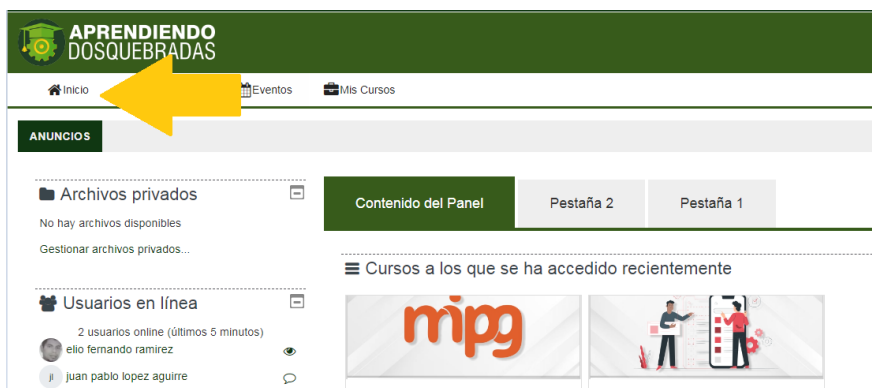 APRENDIENDO
DOSQUEBRADAS
Inicio
Eventos
Mis Cursos
ANUNCIOS
Archivos privados
No hay archivos disponibles
Gestionar archivos privados...
Usuarios en línea
2 usuarios online (últimos 5 minutos)
elio fernando ramirez
jl juan pablo lopez aguirre
Contenido del Panel
Pestaña 2
Pestaña 1
Cursos a los que se ha accedido recientemente
mipg